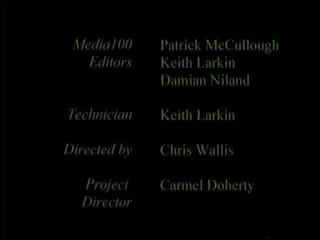 Media100 Patrick McCullough
Editors Keith Larkin
Damian Niland
Technician Keith Larkin
Directed by Chris Wallis
Project Carmel Doherty
Director